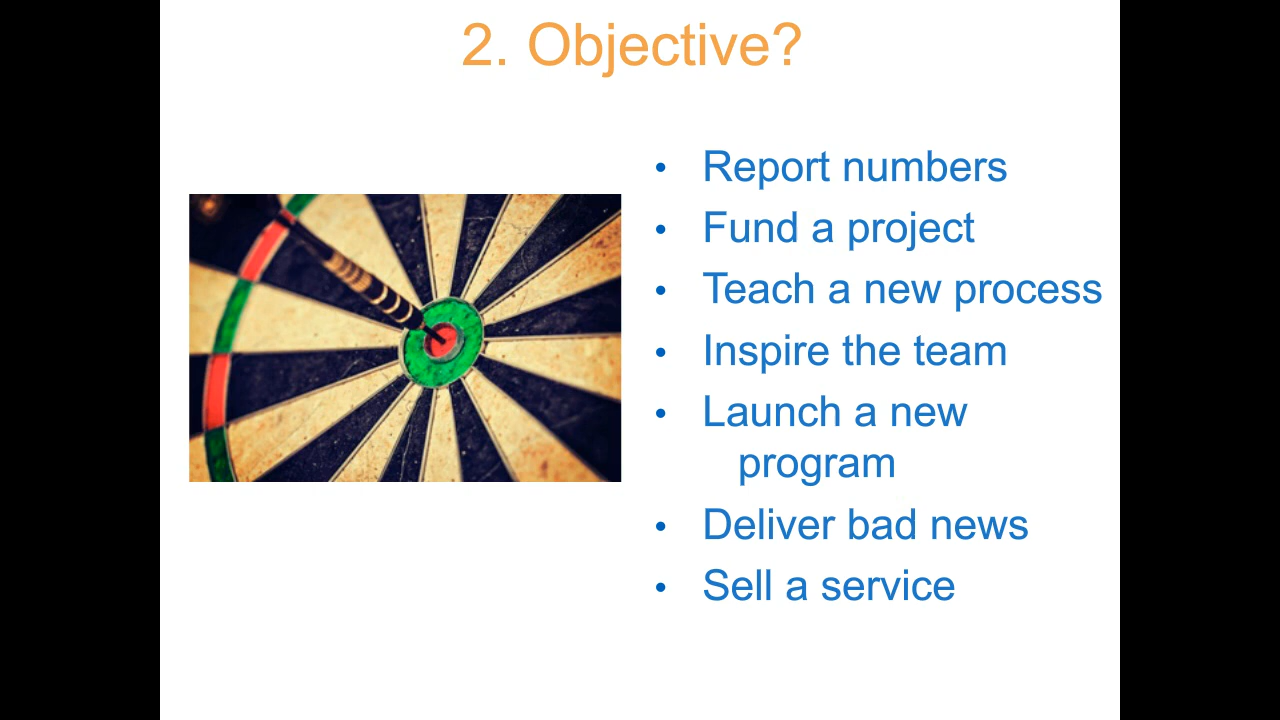 2. Objective?
• Report numbers
• Fund a project
• Teach a new process
• Inspire the team
• Launch a new
program
• Deliver bad news
• Sell a service